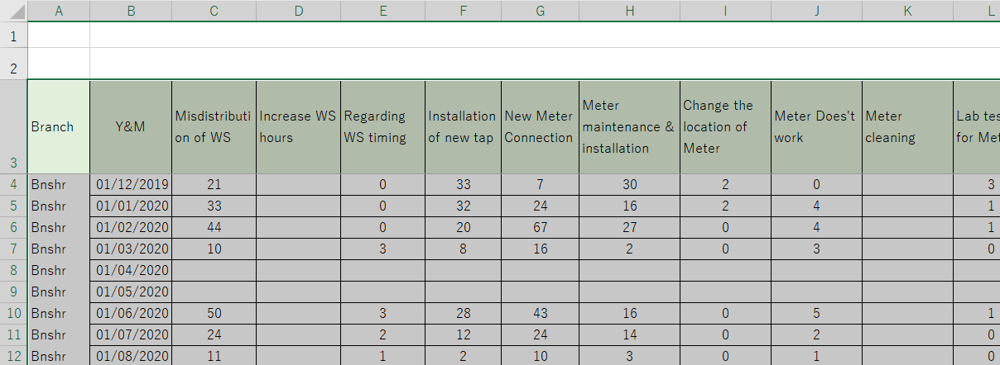 A B C D E F G H I J K L
1
2
3 Branch Y&M Misdistributi on of WS Increase WS hours Regarding WS timing Installation of new tap New Meter Connection Meter maintenance & installation Change the location of Meter Meter Does't work Meter cleaning Lab tes for Met
4 Bnshr 01/12/2019 21 0 33 7 30 2 0 3
5 Bnshr 01/01/2020 33 0 32 24 16 2 4 1
6 Bnshr 01/02/2020 44 0 20 67 27 0 4 1
7 Bnshr 01/03/2020 10 3 8 16 2 0 3 0
8 Bnshr 01/04/2020
9 Bnshr 01/05/2020
10 Bnshr 01/06/2020 50 3 28 43 16 0 5 1
11 Bnshr 01/07/2020 24 2 12 24 14 0 2 0
12 Bnshr 01/08/2020 11 1 2 10 3 0 1 0